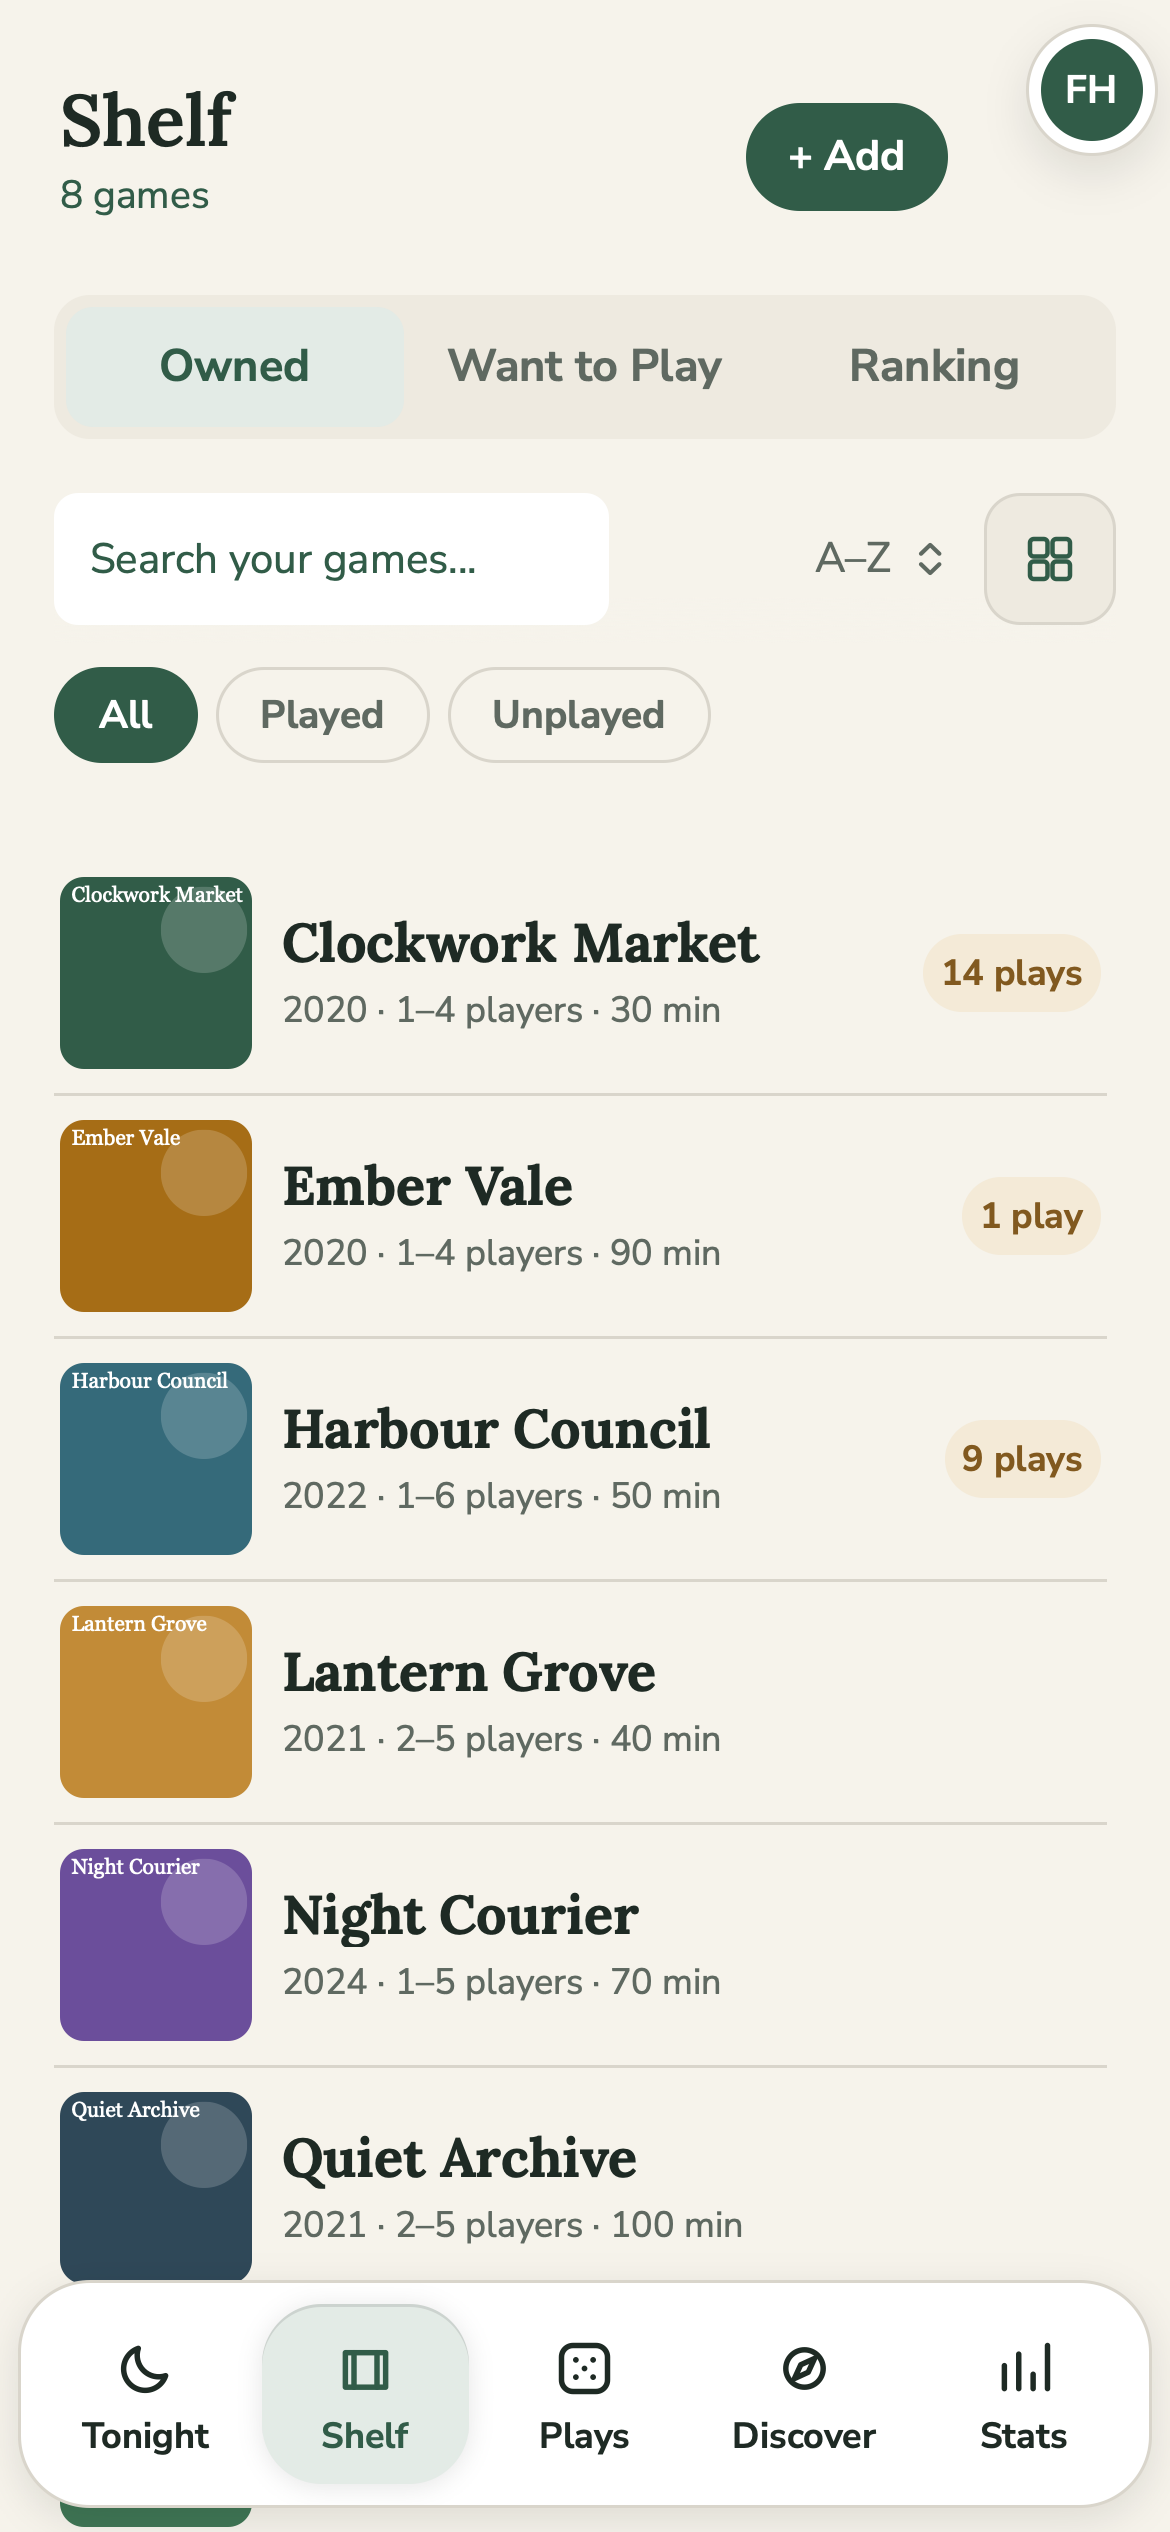 FH
Shelf
+ Add
8 games
Owned
Want to Play
Ranking
Search your games...
A–Z
All
Played
Unplayed
Clockwork Market
Clockwork Market
2020 · 1–4 players · 30 min
14 plays
Ember Vale
Ember Vale
2020 · 1–4 players · 90 min
1 play
Harbour Council
Harbour Council
2022 · 1–6 players · 50 min
9 plays
Lantern Grove
Lantern Grove
2021 · 2–5 players · 40 min
Night Courier
Night Courier
2024 · 1–5 players · 70 min
Quiet Archive
Quiet Archive
2021 · 2–5 players · 100 min
Tonight
Shelf
Plays
Discover
Stats